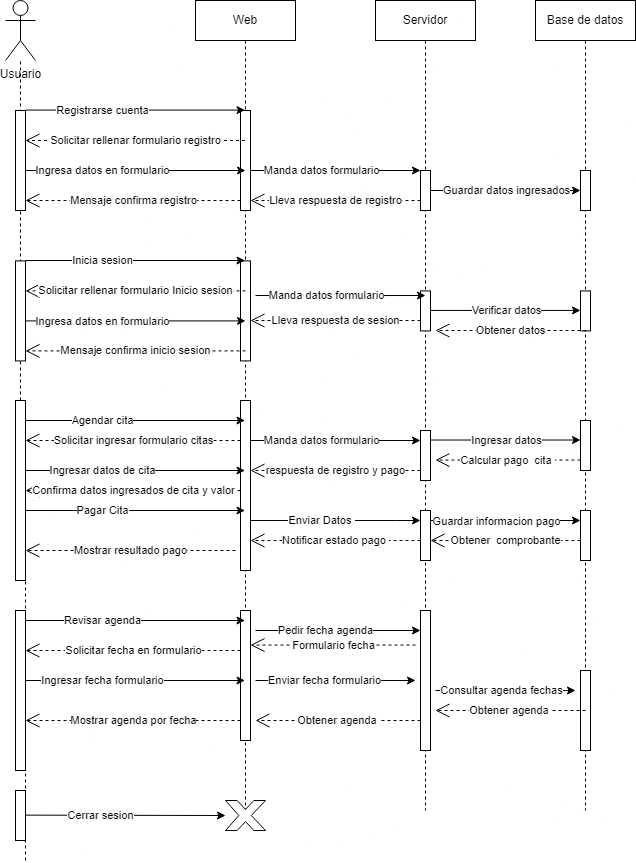 Web
Servidor
Base de datos
Usuario
Registrarse cuenta
Solicitar rellenar formulario registro
Ingresa datos en formulario
Manda datos formulario
Guardar datos ingresados
Mensaje confirma registro
Lleva respuesta de registro
Inicia sesion
Solicitar rellenar formulario Inicio sesion
Manda datos formulario
Verificar datos
Ingresa datos en formulario
Lleva respuesta de sesion
Obtener datos
Mensaje confirma inicio sesion
Agendar cita
Solicitar ingresar formulario citas
Manda datos formulario
Ingresar datos
Calcular pago cita
Ingresar datos de cita
respuesta de registro y pago
Confirma datos ingresados de cita y valor
Pagar Cita
Enviar Datos
Guardar informacion pago
Notificar estado pago
Obtener comprobante
Mostrar resultado pago
Revisar agenda
Pedir fecha agenda
Formulario fecha
Solicitar fecha en formulario
Ingresar fecha formulario
Enviar fecha formulario
Consultar agenda fechas
Obtener agenda
Mostrar agenda por fecha
Obtener agenda
Cerrar sesion